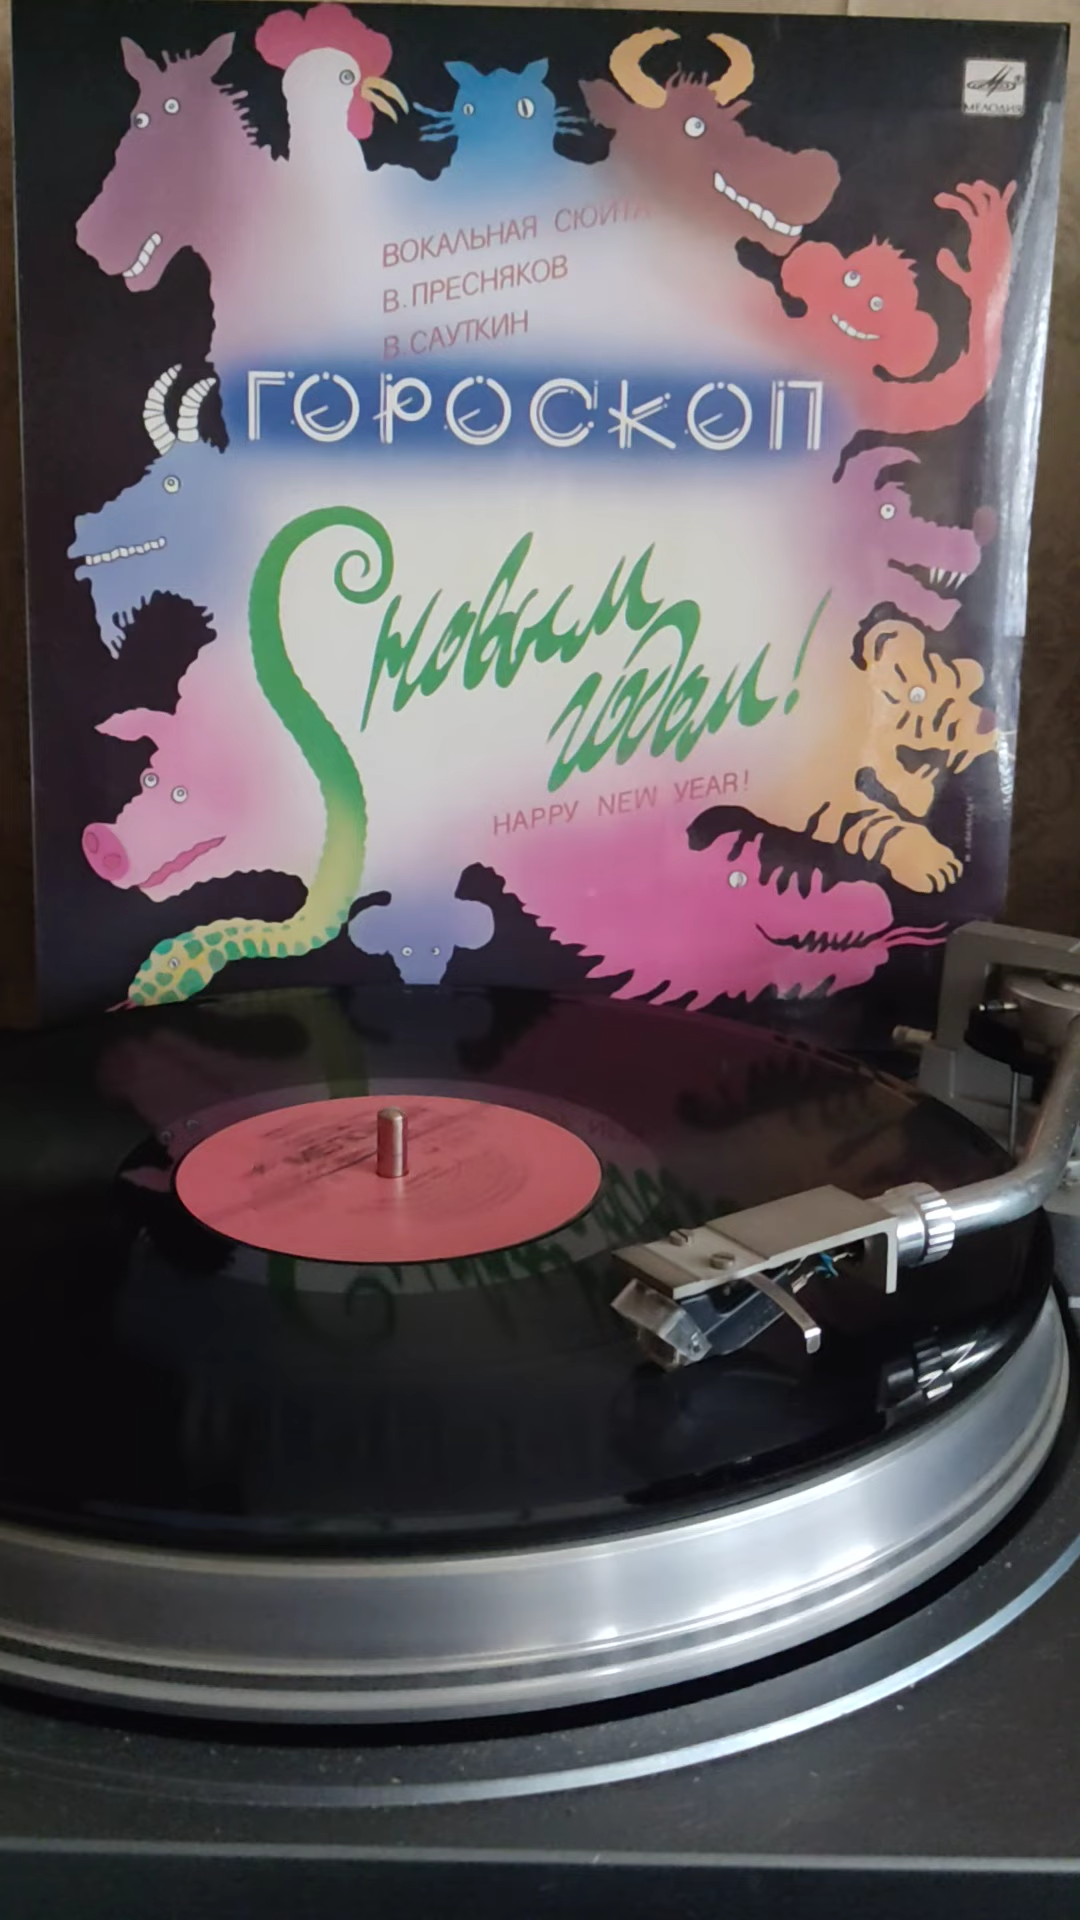 МЕЛОДИЯ
ВОКАЛЬНАЯ СЮИТА
В. ПРЕСНЯКОВ
В. САУТКИН
ГОРОСКОП
С новым
годом!
HAPPY NEW YEAR!